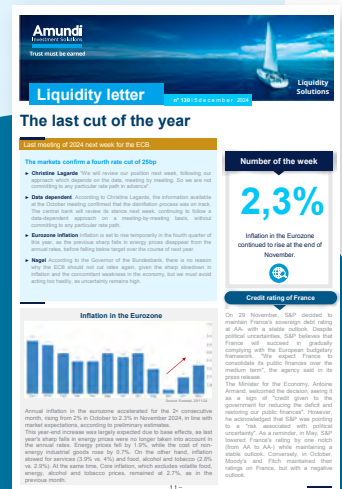 Amundi
Investment Solutions
Trust must be earned
Liquidity
Solutions
Liquidity letter
n° 130 I 5 december 2024
The last cut of the year
Last meeting of 2024 next week for the ECB
The markets confirm a fourth rate cut of 25bp
► Christine Lagarde "We will review our position next week, following our
approach which depends on the date, meeting by meeting. So we are not
committing to any particular rate path in advance".
► Data dependent: According to Christine Lagarde, the information available
at the October meeting confirmed that the disinflation process was on track.
The central bank will review its stance next week, continuing to follow a
data-dependent approach on a meeting-by-meeting basis, without
committing to any particular rate path.
► Eurozone inflation Inflation is set to rise temporarily in the fourth quarter of
this year, as the previous sharp falls in energy prices disappear from the
annual rates, before falling below target over the course of next year.
► Nagel According to the Governor of the Bundesbank, there is no reason
why the ECB should not cut rates again, given the sharp slowdown in
inflation and the concomitant weakness in the economy, but we must avoid
acting too hastily, as uncertainty remains high.
Number of the week
2,3%
Inflation in the Eurozone
continued to rise at the end of
November.
Credit rating of France
On 29 November, S&P decided to
maintain France's sovereign debt rating
at AA- with a stable outlook. Despite
political uncertainties, S&P believes that
France will succeed in gradually
complying with the European budgetary
framework. "We expect France to
consolidate its public finances over the
medium term", the agency said in its
press release.
The Minister for the Economy, Antoine
Armand, welcomed the decision, seeing it
as a sign of "credit given to the
government for reducing the deficit and
restoring our public finances". However,
he acknowledged that S&P was pointing
to a "risk associated with political
uncertainty". As a reminder, in May, S&P
lowered France's rating by one notch
(from AA to AA-) while maintaining a
stable outlook. Conversely, in October,
Moody's and Fitch maintained their
ratings on France, but with a negative
outlook.
Inflation in the Eurozone
Annual inflation in the eurozone accelerated for the 2ᵉ consecutive
month, rising from 2% in October to 2.3% in November 2024, in line with
market expectations, according to preliminary estimates.
This year-end increase was largely expected due to base effects, as last
year's sharp falls in energy prices were no longer taken into account in
the annual rates. Energy prices fell by 1.9%, while the cost of non-
energy industrial goods rose by 0.7%. On the other hand, inflation
slowed for services (3.9% vs. 4%) and food, alcohol and tobacco (2.8%
vs. 2.9%). At the same time, Core inflation, which excludes volatile food,
energy, alcohol and tobacco prices, remained at 2.7%, as in the
previous month.